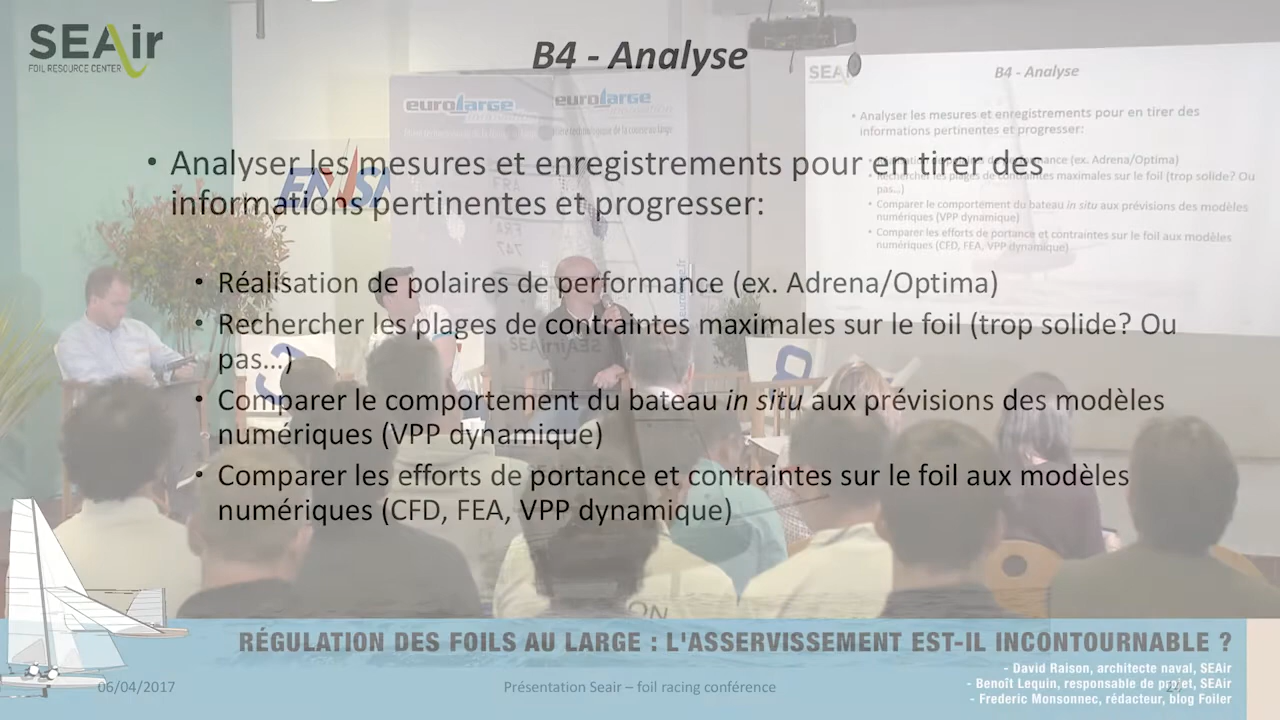 SEAir
FOIL RESOURCE CENTER
B4 - Analyse
• Analyser les mesures et enregistrements pour en tirer des
informations pertinentes et progresser:
• Réalisation de polaires de performance (ex. Adrena/Optima)
• Rechercher les plages de contraintes maximales sur le foil (trop solide? Ou
pas...)
• Comparer le comportement du bateau in situ aux prévisions des modèles
numériques (VPP dynamique)
• Comparer les efforts de portance et contraintes sur le foil aux modèles
numériques (CFD, FEA, VPP dynamique)
eurolarge
eurolarge
SEAi
B4 - Analyse
• Analyser les mesures et enregistrements pour en tirer des
informations pertinentes et progresser:
performance (ex. Adrena/Optima)
• Rechercher les plages de contraintes maximales sur le foil (trop solide? Ou
pas...)
• Comparer le comportement du bateau in situ aux prévisions des modèles
numériques (VPP dynamique)
• Comparer les efforts de portance et contraintes sur le foil aux modèles
numériques (CFD, FEA, VPP dynamique)
RÉGULATION DES FOILS AU LARGE : L'ASSERVISSEMENT EST-IL INCONTOURNABLE ?
- David Raison, architecte naval, SEAir
- Benoît Lequin, responsable de projet, SEAir
- Frederic Monsonnec, rédacteur, blog Foiler
06/04/2017
Présentation Seair – foil racing conférence